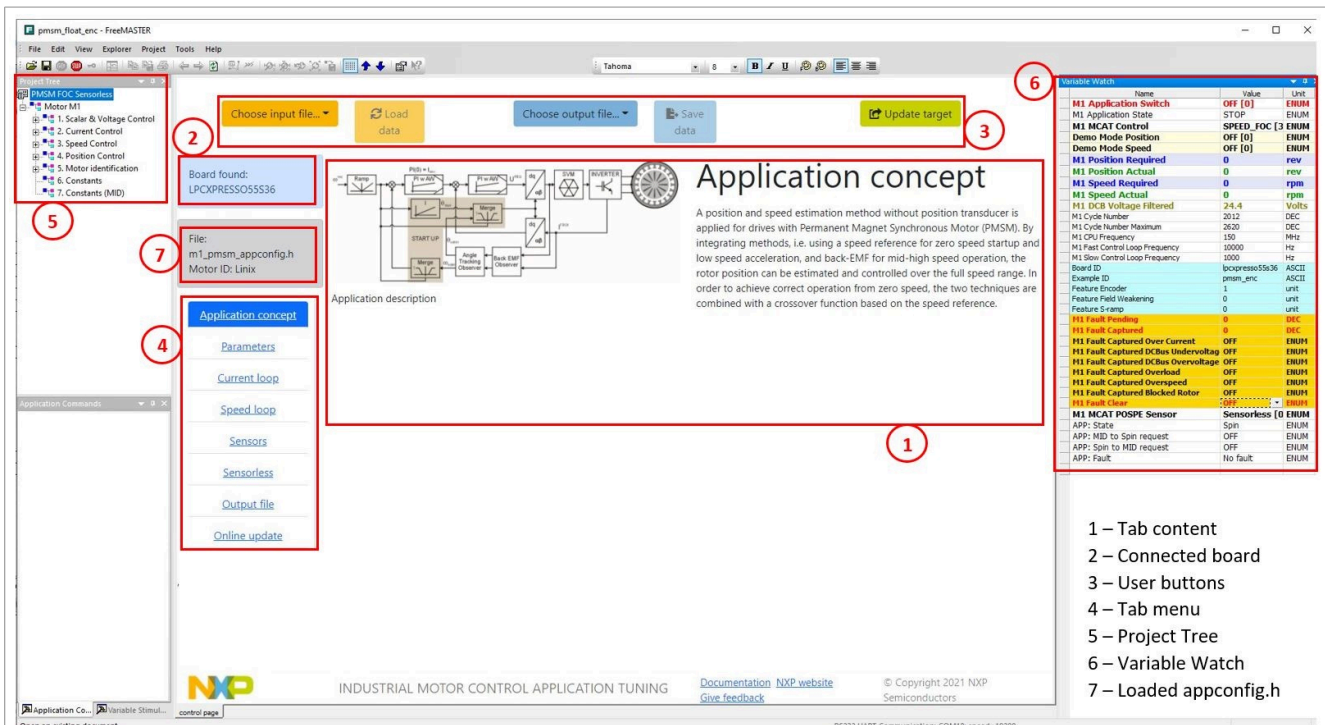 pmsm_float_enc - FreeMASTER
File Edit View Explorer Project Tools Help
Tahoma 8 B I U
Project Tree
PMSM FOC Sensorless
Motor M1
1. Scalar & Voltage Control
2. Current Control
3. Speed Control
4. Position Control
5. Motor identification
6. Constants
7. Constants (MID)
5
Application Commands
Application Co... Variable Stimul...
Choose input file... Load data Choose output file... Save data Update target
2
3
Board found:
LPCXPRESSO55S36
File:
m1_pmsm_appconfig.h
Motor ID: Linix
7
Application concept
Parameters
Current loop
Speed loop
Sensors
Sensorless
Output file
Online update
4
Ramp
PI w AW
PI w AW
dq
αβ
SVM
INVERTER
Merge
START UP
dq
αβ
Merge
Angle Tracking Observer
Back EMF Observer
Application description
Application concept
A position and speed estimation method without position transducer is
applied for drives with Permanent Magnet Synchronous Motor (PMSM). By
integrating methods, i.e. using a speed reference for zero speed startup and
low speed acceleration, and back-EMF for mid-high speed operation, the
rotor position can be estimated and controlled over the full speed range. In
order to achieve correct operation from zero speed, the two techniques are
combined with a crossover function based on the speed reference.
1
NXP
INDUSTRIAL MOTOR CONTROL APPLICATION TUNING
Documentation NXP website
Give feedback
© Copyright 2021 NXP
Semiconductors
control page
6
Variable Watch
Name Value Unit
M1 Application Switch OFF [0] ENUM
M1 Application State STOP ENUM
M1 MCAT Control SPEED_FOC [3 ENUM
Demo Mode Position OFF [0] ENUM
Demo Mode Speed OFF [0] ENUM
M1 Position Required 0 rev
M1 Position Actual 0 rev
M1 Speed Required 0 rpm
M1 Speed Actual 0 rpm
M1 DCB Voltage Filtered 24.4 Volts
M1 Cycle Number 2012 DEC
M1 Cycle Number Maximum 2620 DEC
M1 CPU Frequency 150 MHz
M1 Fast Control Loop Frequency 10000 Hz
M1 Slow Control Loop Frequency 1000 Hz
Board ID lpcxpresso55s36 ASCII
Example ID pmsm_enc ASCII
Feature Encoder 1 unit
Feature Field Weakening 0 unit
Feature S-ramp 0 unit
M1 Fault Pending 0 DEC
M1 Fault Captured 0 DEC
M1 Fault Captured Over Current OFF ENUM
M1 Fault Captured DCBus Undervoltag OFF ENUM
M1 Fault Captured DCBus Overvoltage OFF ENUM
M1 Fault Captured Overload OFF ENUM
M1 Fault Captured Overspeed OFF ENUM
M1 Fault Captured Blocked Rotor OFF ENUM
M1 Fault Clear OFF ENUM
M1 MCAT POSPE Sensor Sensorless [0 ENUM
APP: State Spin ENUM
APP: MID to Spin request OFF ENUM
APP: Spin to MID request OFF ENUM
APP: Fault No fault ENUM
1 – Tab content
2 – Connected board
3 – User buttons
4 – Tab menu
5 – Project Tree
6 – Variable Watch
7 – Loaded appconfig.h